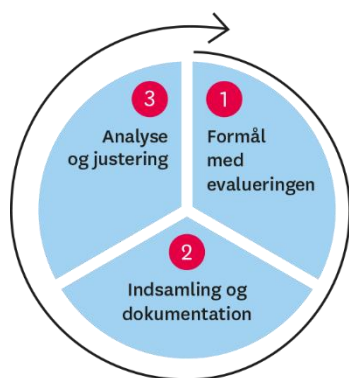 1
Formål
med
evalueringen
2
Indsamling og
dokumentation
3
Analyse
og justering